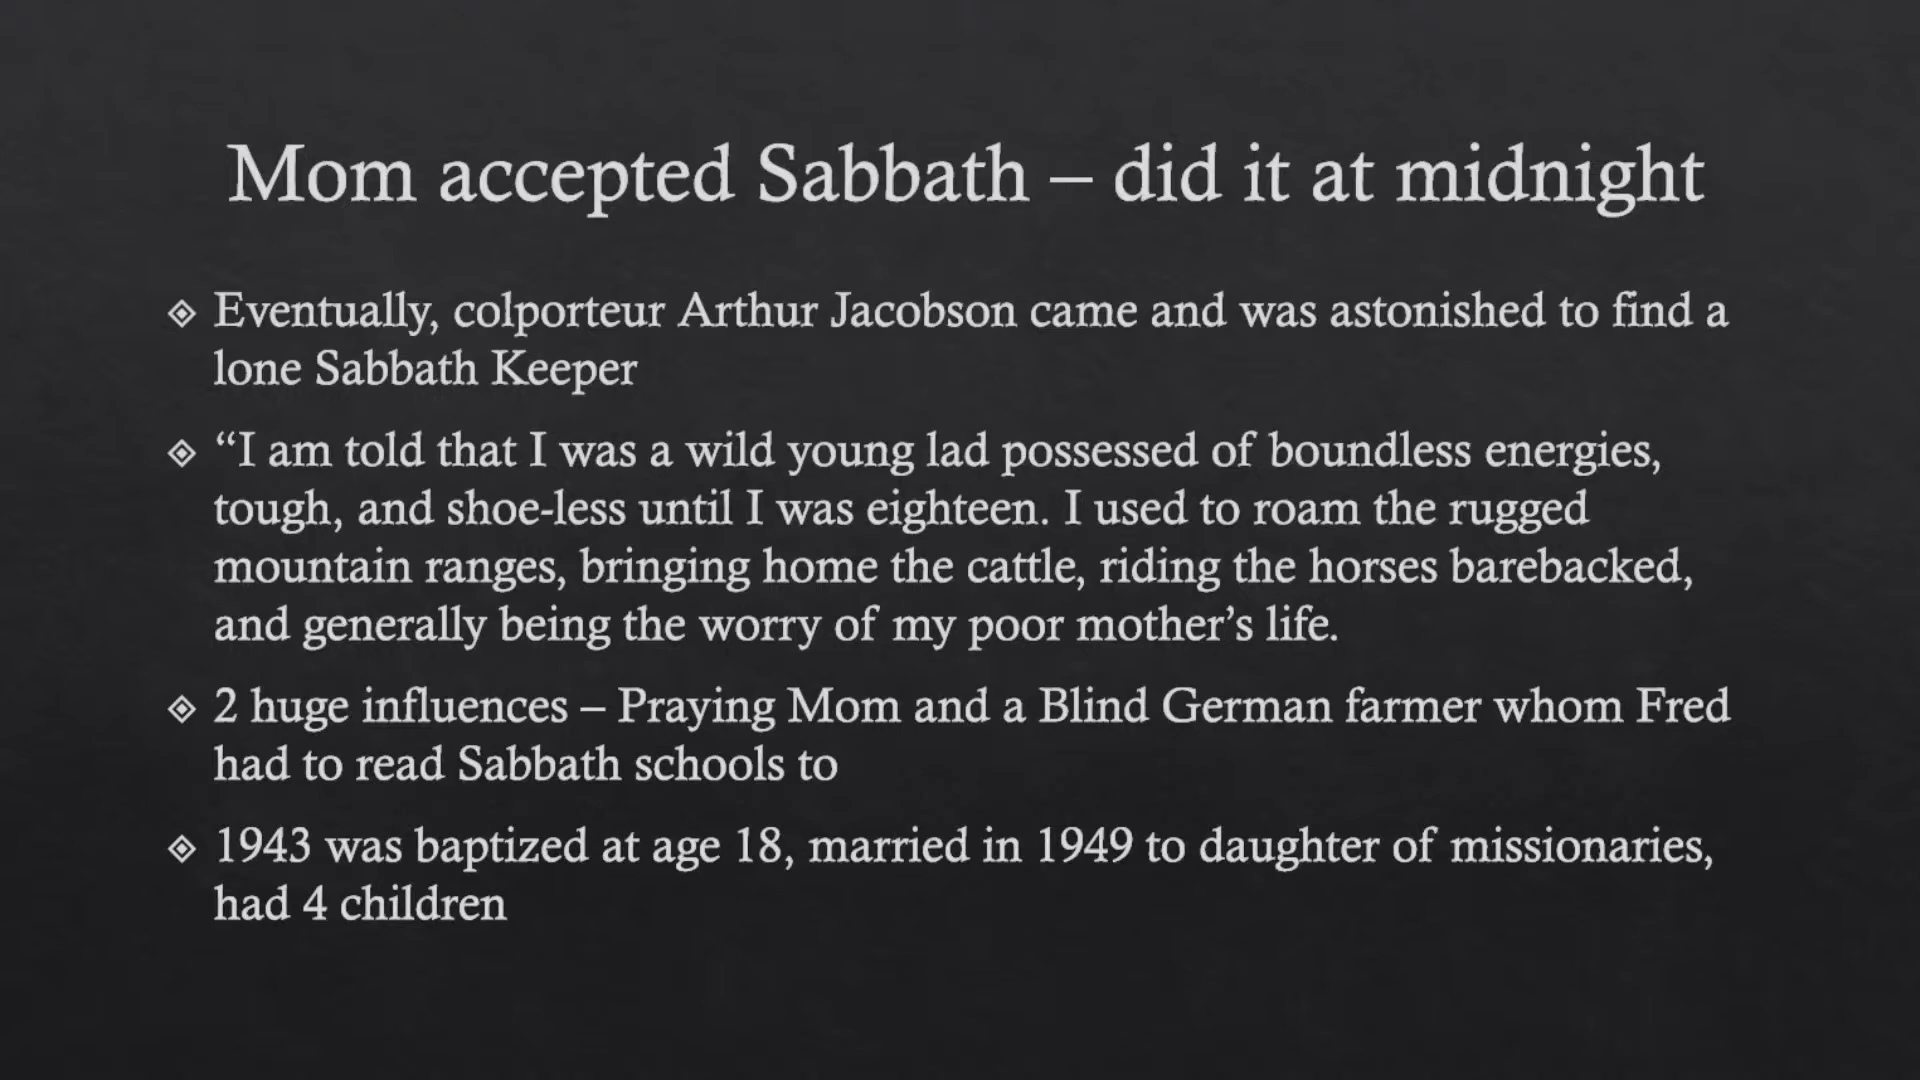 Mom accepted Sabbath – did it at midnight
Eventually, colporteur Arthur Jacobson came and was astonished to find a
lone Sabbath Keeper
“I am told that I was a wild young lad possessed of boundless energies,
tough, and shoe-less until I was eighteen. I used to roam the rugged
mountain ranges, bringing home the cattle, riding the horses barebacked,
and generally being the worry of my poor mother’s life.
2 huge influences – Praying Mom and a Blind German farmer whom Fred
had to read Sabbath schools to
1943 was baptized at age 18, married in 1949 to daughter of missionaries,
had 4 children